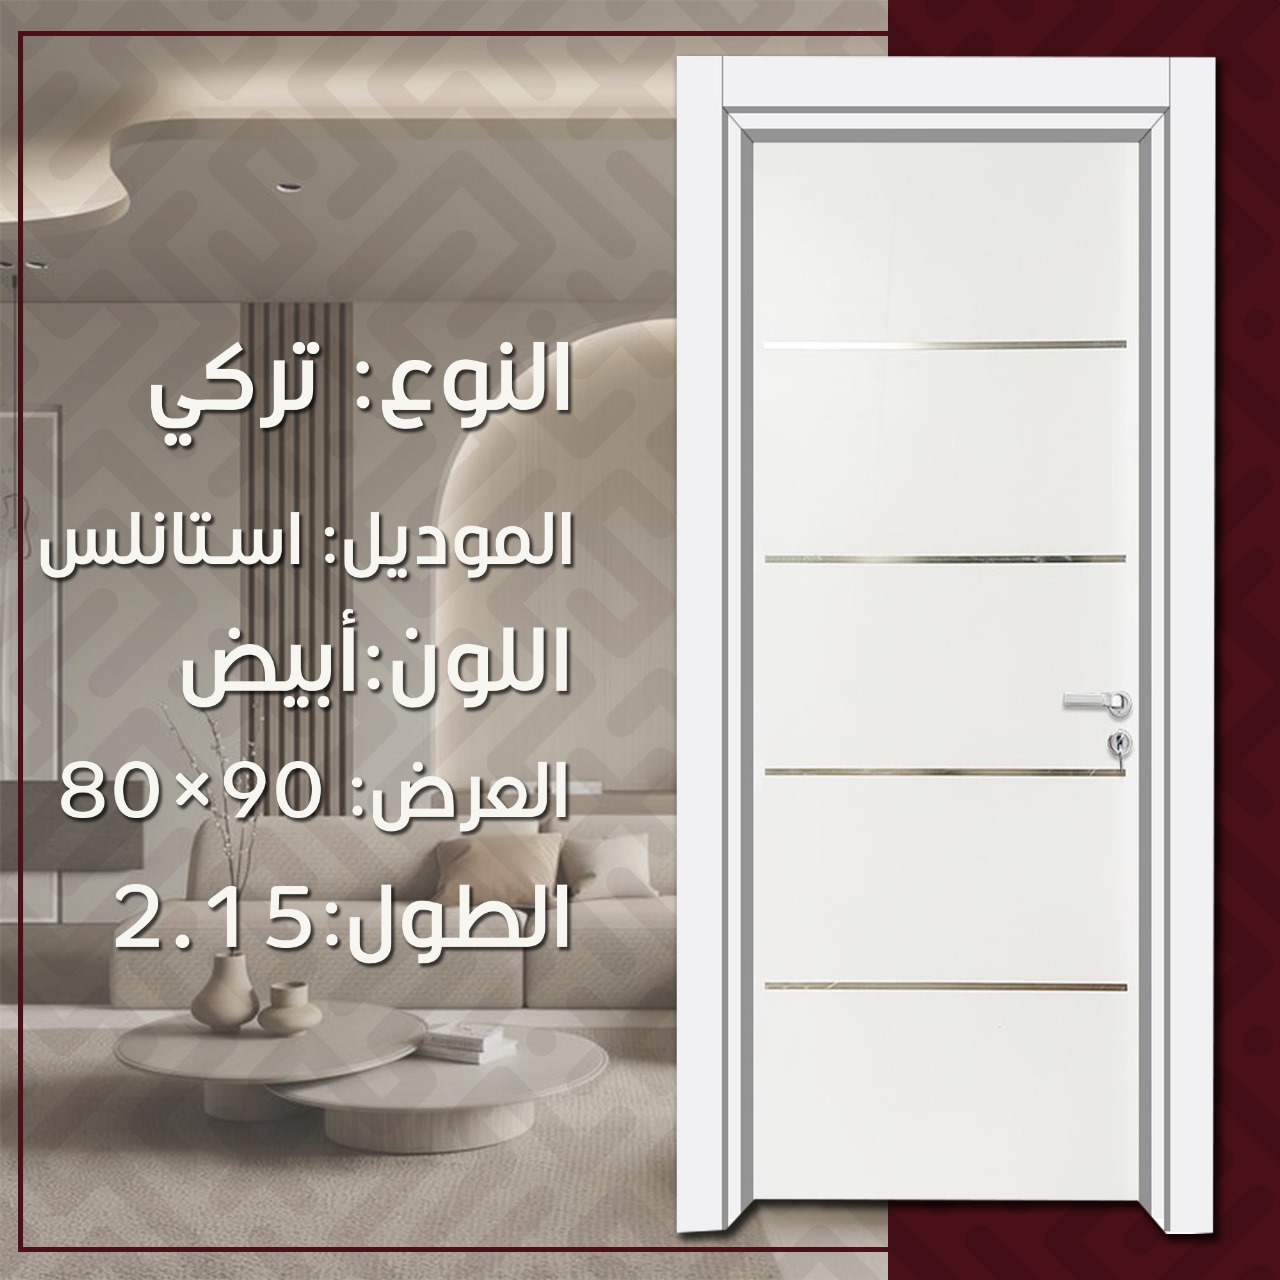 النوع: تركي
الموديل: استانلس
اللون:أبيض
العرض: 90×80
الطول:2.15